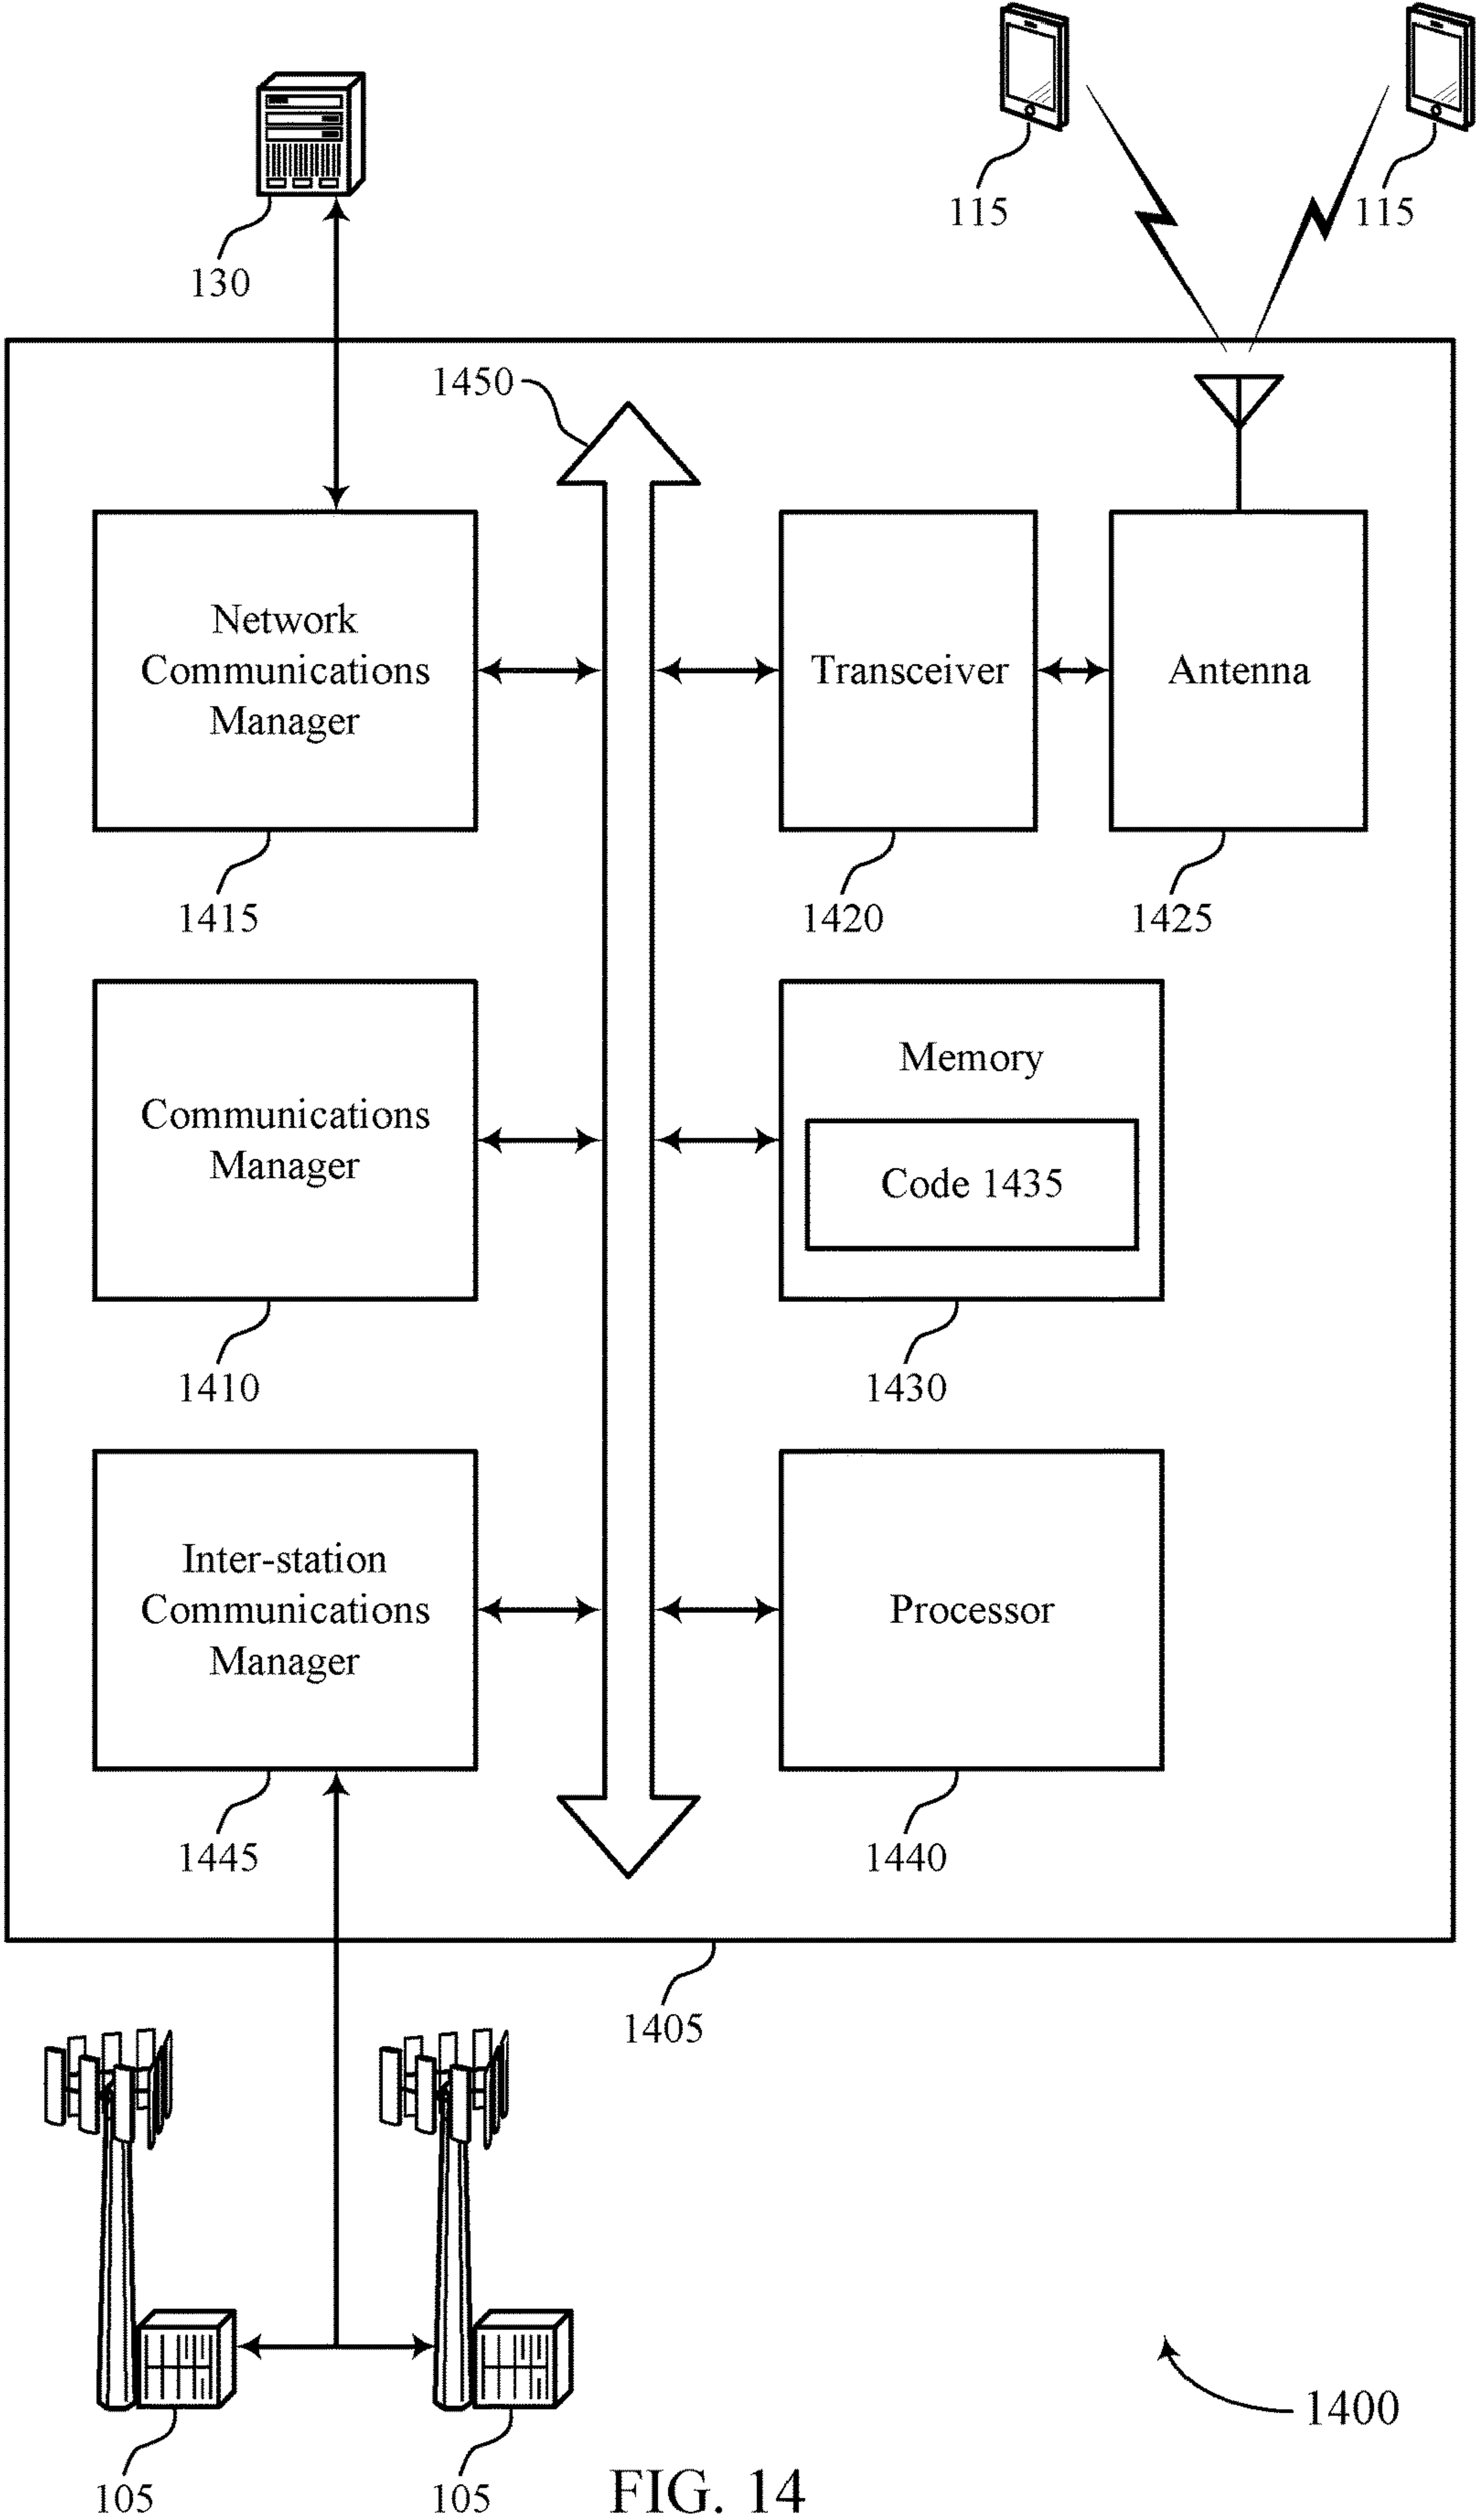 115
115
130
1450
Network
Communications
Manager
Transceiver
Antenna
1415
1420
1425
Communications
Manager
Memory
Code 1435
1410
1430
Inter-station
Communications
Manager
Processor
1445
1440
1405
1400
105
105
FIG. 14